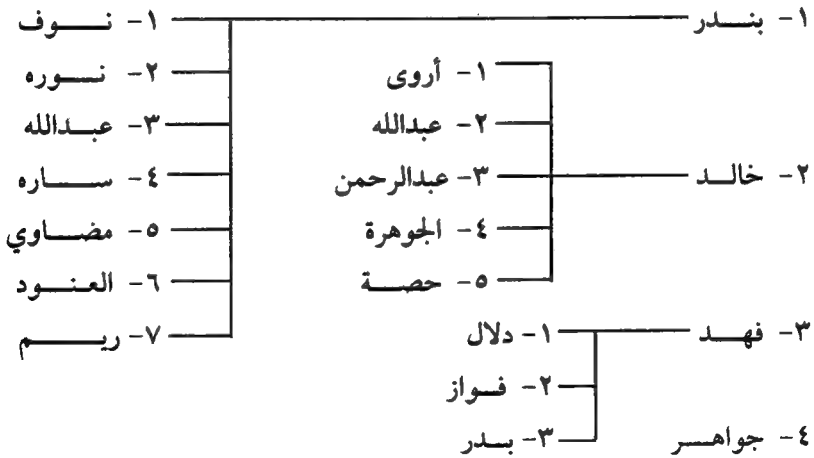 ١- بنـدر
١- نـوف
٢- نـوره
٣- عبـدالله
٤- سـاره
٥- مضـاوي
٦- العنـود
٧- ريـم
٢- خالـد
١- أروى
٢- عبدالله
٣- عبدالرحمن
٤- الجوهرة
٥- حصـة
٣- فهـد
١- دلال
٢- فـواز
٣- بـدر
٤- جواهـر